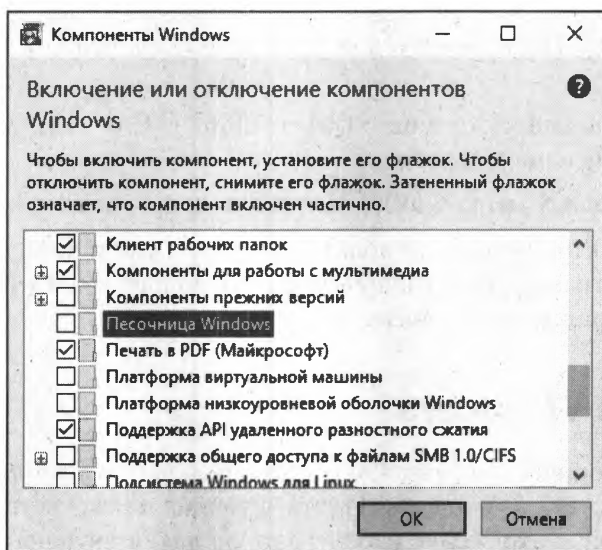 Компоненты Windows
Включение или отключение компонентов
Windows
Чтобы включить компонент, установите его флажок. Чтобы
отключить компонент, снимите его флажок. Затененный флажок
означает, что компонент включен частично.
Клиент рабочих папок
Компоненты для работы с мультимедиа
Компоненты прежних версий
Песочница Windows
Печать в PDF (Майкрософт)
Платформа виртуальной машины
Платформа низкоуровневой оболочки Windows
Поддержка API удаленного разностного сжатия
Поддержка общего доступа к файлам SMB 1.0/CIFS
Подсистема Windows для Linux
ОК
Отмена